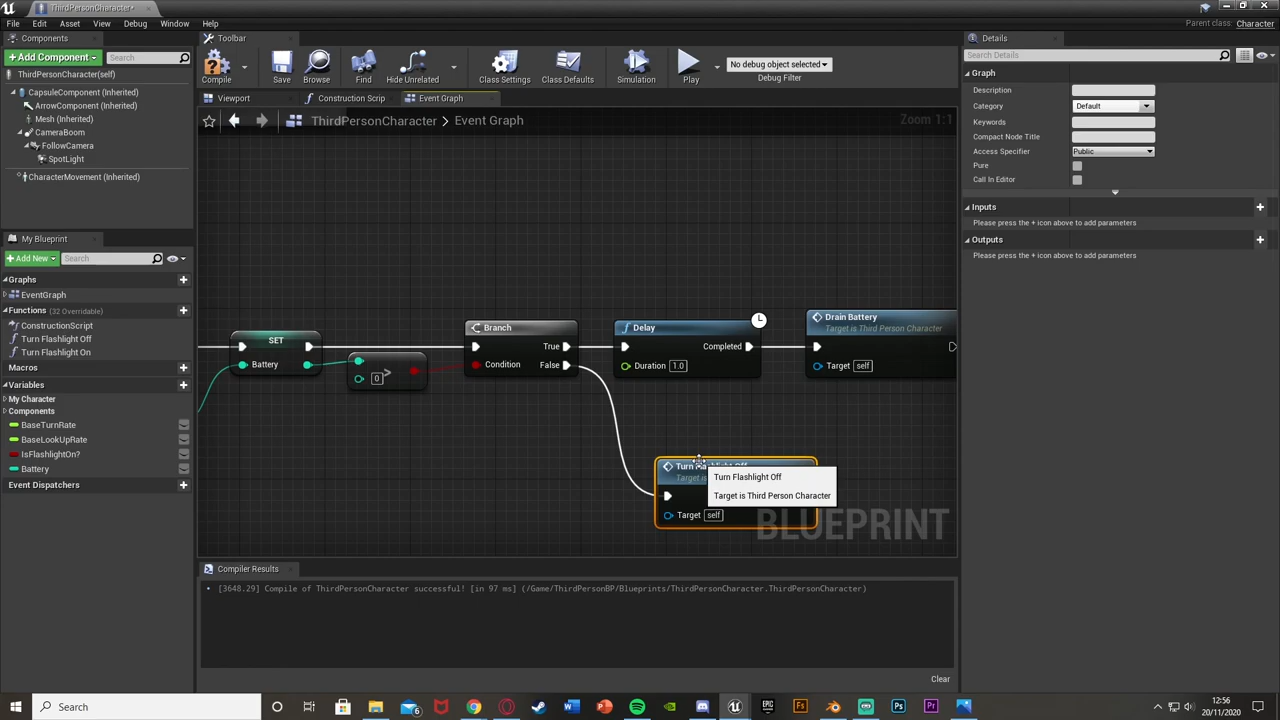 ThirdPersonCharacter*
File Edit Asset View Debug Window Help
Parent class: Character
Components
Add Component
Search
ThirdPersonCharacter(self)
CapsuleComponent (Inherited)
ArrowComponent (Inherited)
Mesh (Inherited)
CameraBoom
FollowCamera
SpotLight
CharacterMovement (Inherited)
My Blueprint
Add New
Search
Graphs
EventGraph
Functions (32 Overridable)
ConstructionScript
Turn Flashlight Off
Turn Flashlight On
Macros
Variables
My Character
Components
BaseTurnRate
BaseLookUpRate
IsFlashlightOn?
Battery
Event Dispatchers
Toolbar
Compile
Save
Browse
Find
Hide Unrelated
Class Settings
Class Defaults
Simulation
Play
No debug object selected
Debug Filter
Viewport
Construction Scrip
Event Graph
ThirdPersonCharacter > Event Graph
Zoom 1:1
SET
Battery
0
>
Branch
True
Condition False
Delay
Completed
Duration 1.0
Drain Battery
Target is Third Person Character
Target self
Target is
Turn Flashlight Off
Target is Third Person Character
Target self
BLUEPRINT
Compiler Results
[3648.29] Compile of ThirdPersonCharacter successful! [in 97 ms] (/Game/ThirdPersonBP/Blueprints/ThirdPersonCharacter.ThirdPersonCharacter)
Clear
Details
Search Details
Graph
Description
Category Default
Keywords
Compact Node Title
Access Specifier Public
Pure
Call In Editor
Inputs
Please press the + icon above to add parameters
Outputs
Please press the + icon above to add parameters
Search
6
EPIC
Fs
Ps
Pr
12:56
20/11/2020